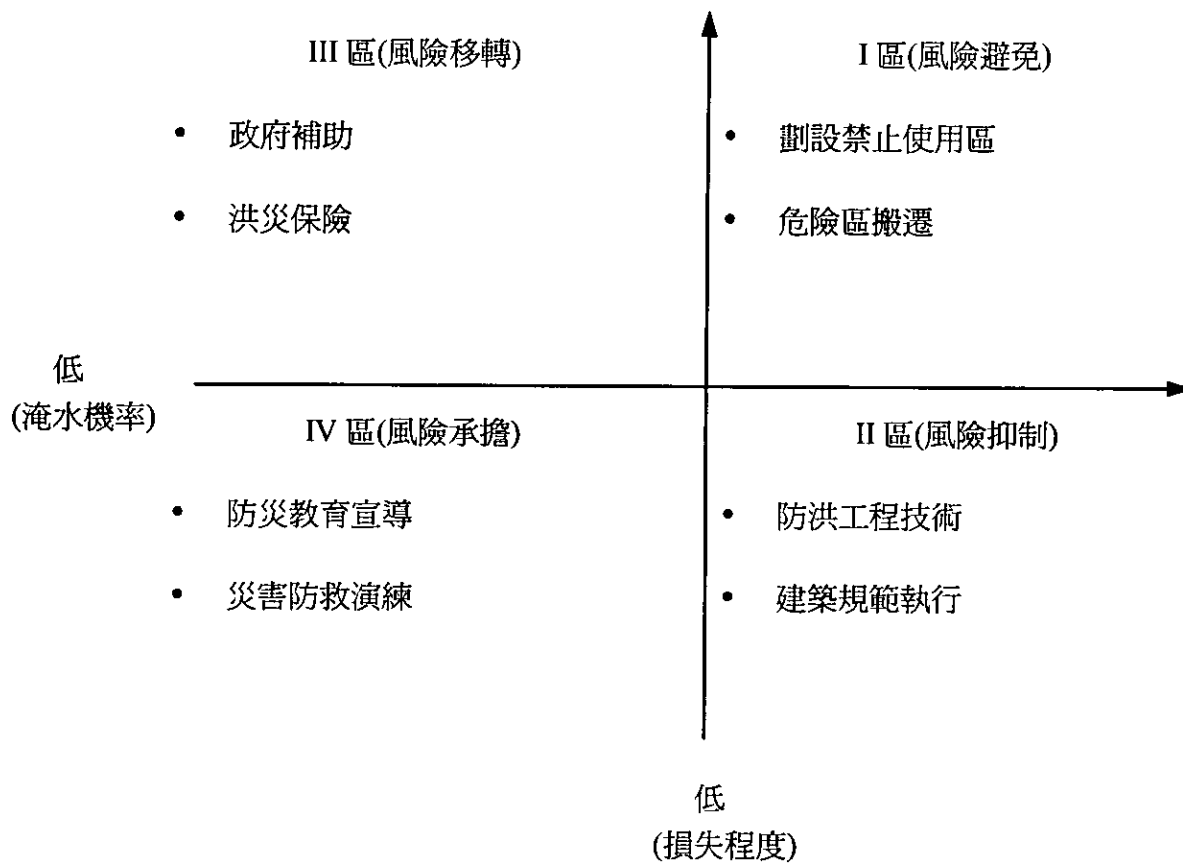 III 區(風險移轉)
• 政府補助
• 洪災保險
I 區(風險避免)
• 劃設禁止使用區
• 危險區搬遷
低
(淹水機率)
IV 區(風險承擔)
• 防災教育宣導
• 災害防救演練
II 區(風險抑制)
• 防洪工程技術
• 建築規範執行
低
(損失程度)